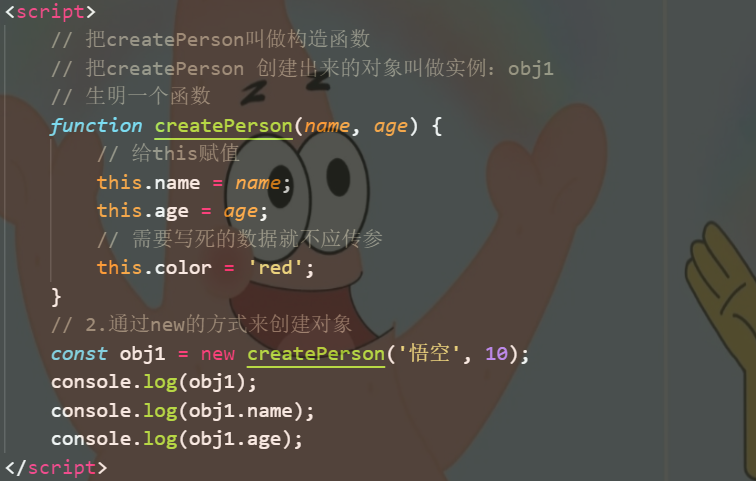 <script>
// 把createPerson叫做构造函数
// 把createPerson 创建出来的对象叫做实例：obj1
// 生明一个函数
function createPerson(name, age) {
// 给this赋值
this.name = name;
this.age = age;
// 需要写死的数据就不应传参
this.color = 'red';
}
// 2.通过new的方式来创建对象
const obj1 = new createPerson('悟空', 10);
console.log(obj1);
console.log(obj1.name);
console.log(obj1.age);
</script>